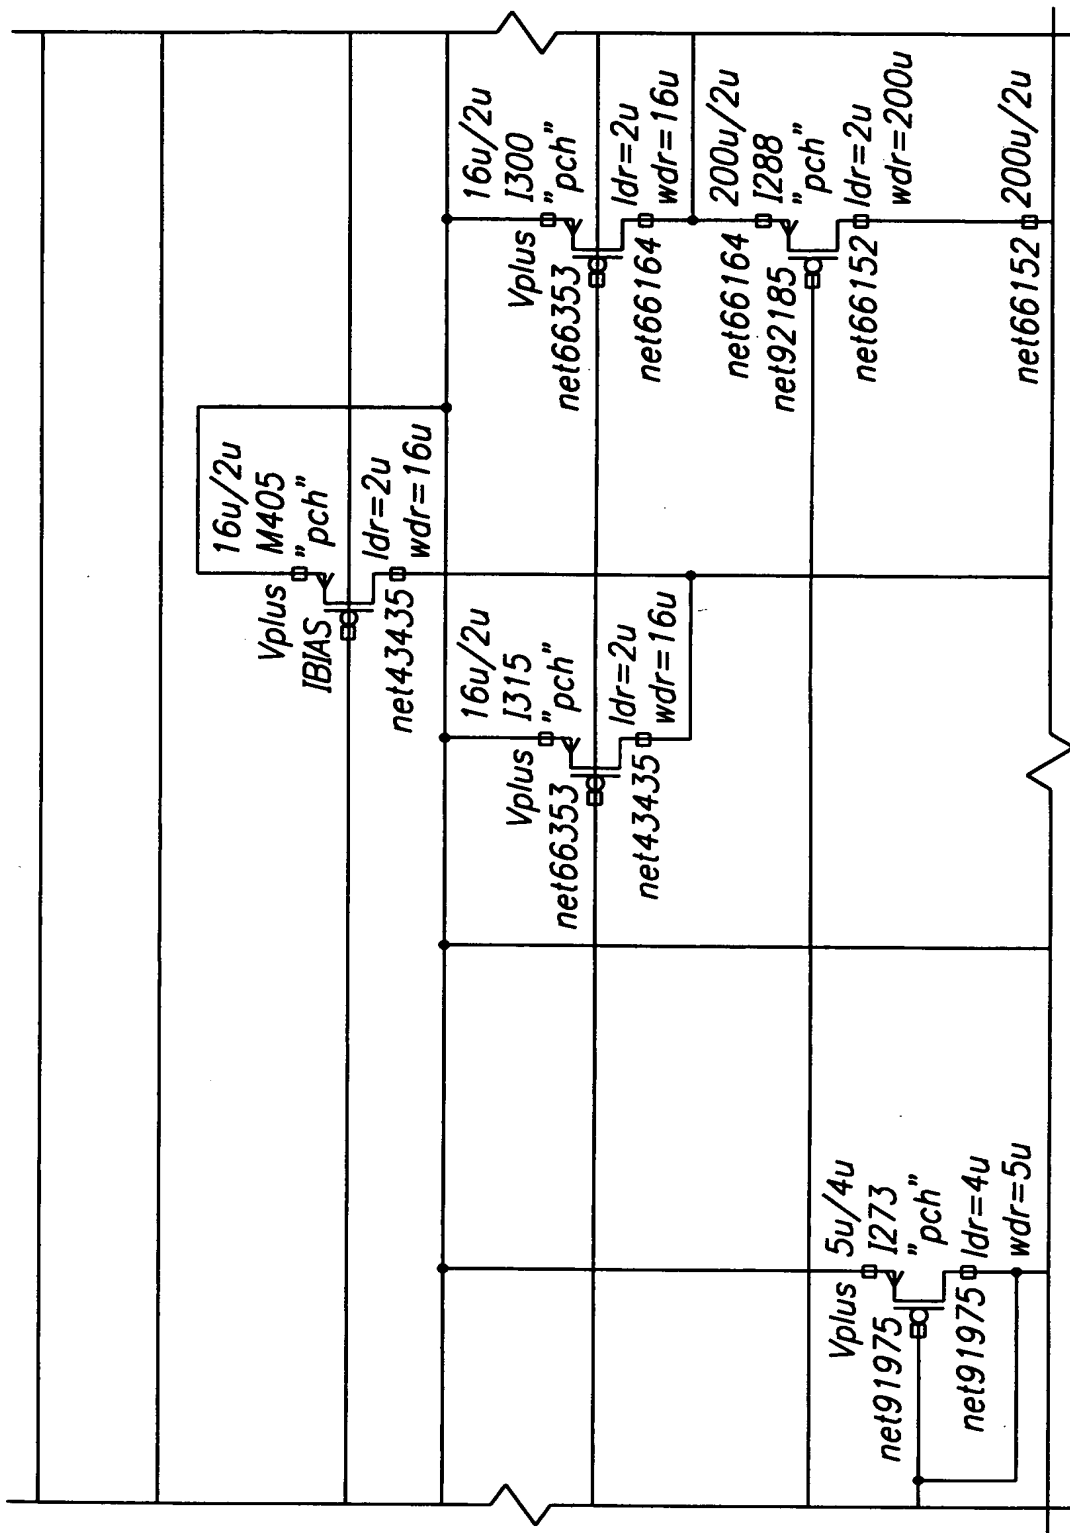 16u/2u
M405
"pch"
Vplus
IBIAS
ldr=2u
wdr=16u
net43435
16u/2u
I300
"pch"
Vplus
net66353
ldr=2u
wdr=16u
net66164
200u/2u
I288
"pch"
net66164
net92185
ldr=2u
wdr=200u
net66152
200u/2u
net66152
16u/2u
I315
"pch"
Vplus
net66353
ldr=2u
wdr=16u
net43435
5u/4u
I273
"pch"
Vplus
net91975
ldr=4u
wdr=5u
net91975